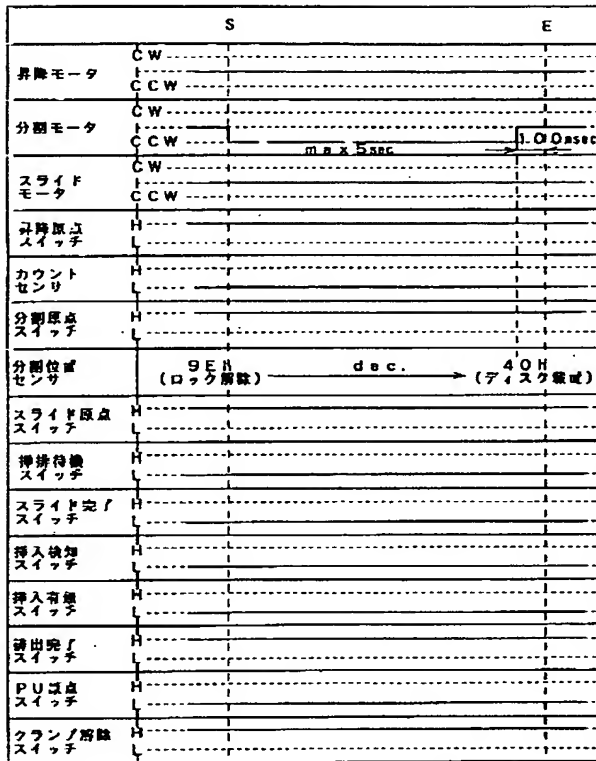 S E
昇降モータ CW
CCW
分割モータ CW
CCW max 5sec 100msec
スライド CW
モータ CCW
昇降原点 H
スイッチ L
カウント H
センサ L
分割原点 H
スイッチ L
分割位置 9EH dec. 40H
センサ (ロック解除) (ディスク載置)
スライド原点 H
スイッチ L
挿排待機 H
スイッチ L
スライド完了 H
スイッチ L
挿入検知 H
スイッチ L
挿入有無 H
スイッチ L
排出完了 H
スイッチ L
PU原点 H
スイッチ L
クランプ解除 H
スイッチ L